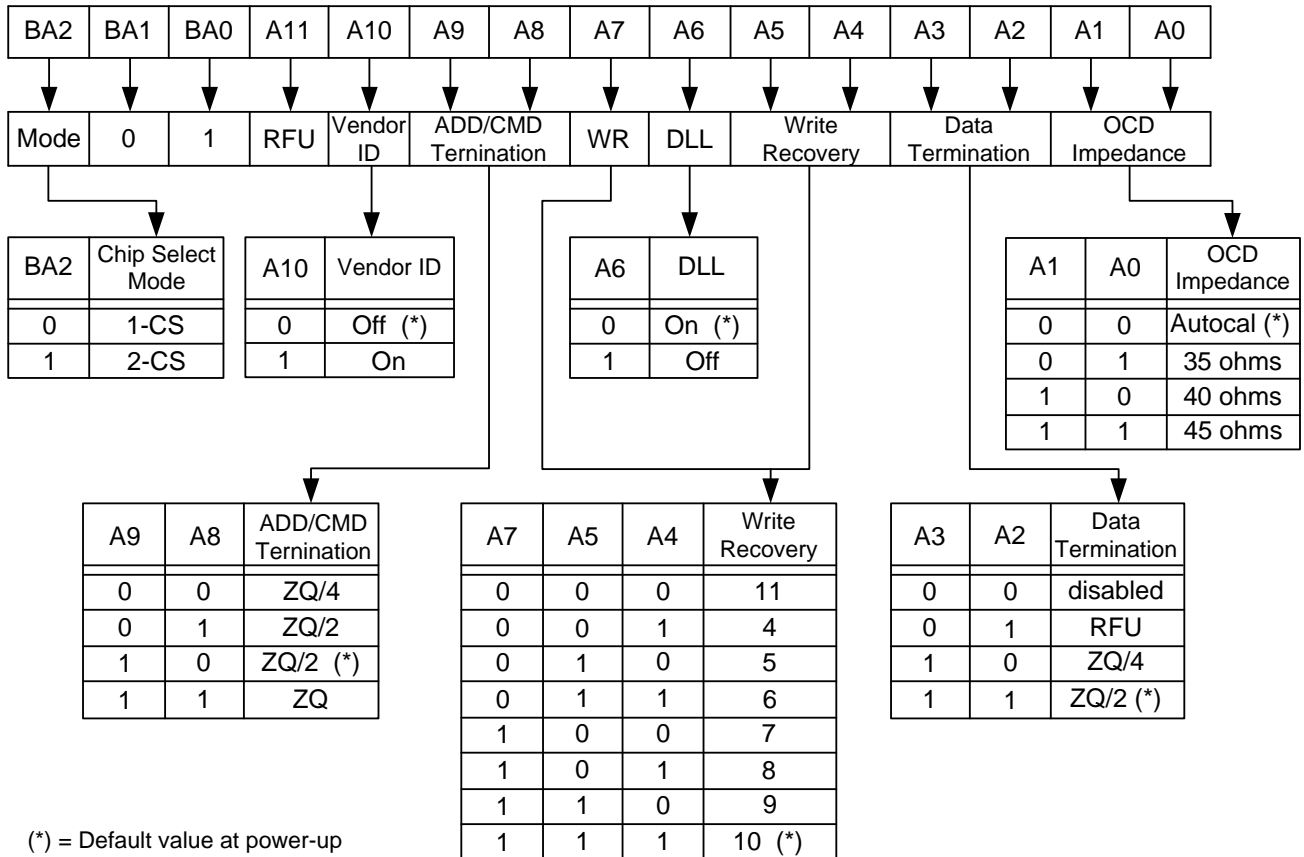 BA2 BA1 BA0 A11 A10 A9 A8 A7 A6 A5 A4 A3 A2 A1 A0
Mode 0 1 RFU Vendor ID ADD/CMD Ternination WR DLL Write Recovery Data Termination OCD Impedance
BA2 Chip Select Mode
0 1-CS
1 2-CS
A10 Vendor ID
0 Off (*)
1 On
A6 DLL
0 On (*)
1 Off
A1 A0 OCD Impedance
0 0 Autocal (*)
0 1 35 ohms
1 0 40 ohms
1 1 45 ohms
A9 A8 ADD/CMD Ternination
0 0 ZQ/4
0 1 ZQ/2
1 0 ZQ/2 (*)
1 1 ZQ
A7 A5 A4 Write Recovery
0 0 0 11
0 0 1 4
0 1 0 5
0 1 1 6
1 0 0 7
1 0 1 8
1 1 0 9
1 1 1 10 (*)
A3 A2 Data Termination
0 0 disabled
0 1 RFU
1 0 ZQ/4
1 1 ZQ/2 (*)
(*) = Default value at power-up